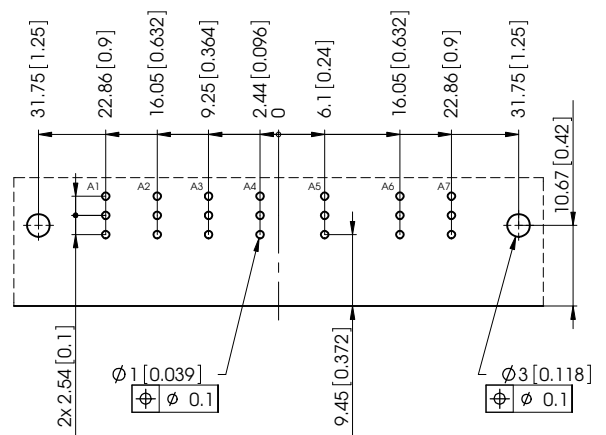 31.75 [1.25]
22.86 [0.9]
16.05 [0.632]
9.25 [0.364]
2.44 [0.096]
0
6.1 [0.24]
16.05 [0.632]
22.86 [0.9]
31.75 [1.25]
10.67 [0.42]
A1 A2 A3 A4 A5 A6 A7
2x 2.54 [0.1]
9.45 [0.372]
Ø1 [0.039]
⌖ Ø 0.1
Ø3 [0.118]
⌖ Ø 0.1